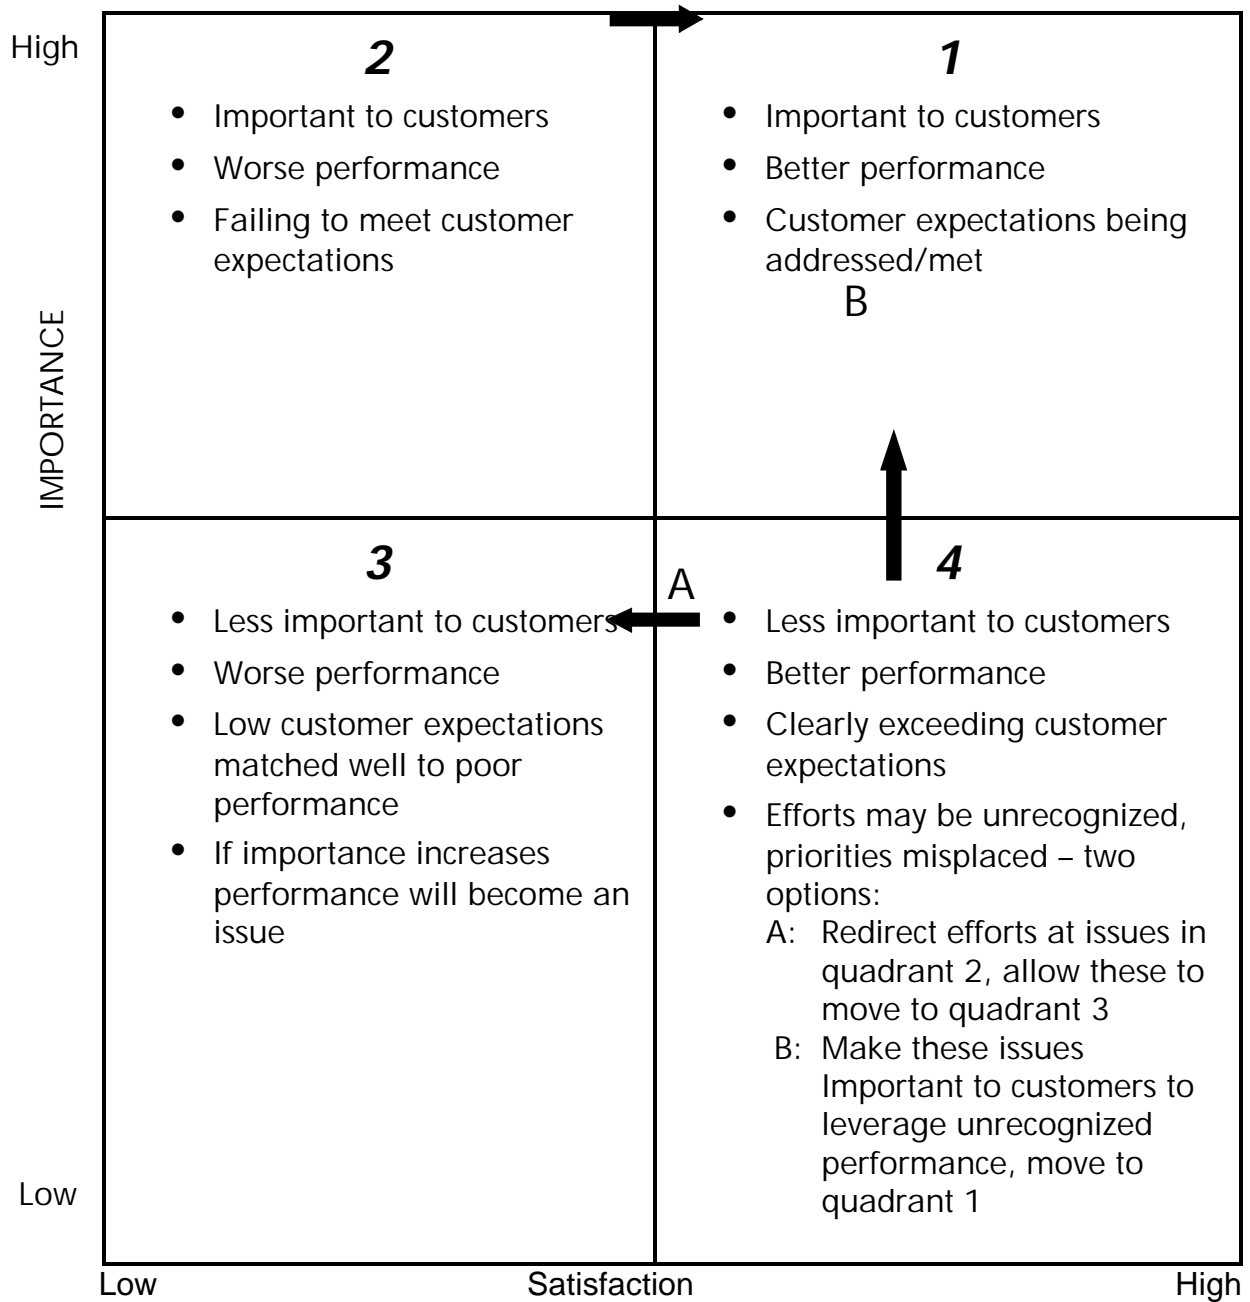 High
2
• Important to customers
• Worse performance
• Failing to meet customer
expectations
1
• Important to customers
• Better performance
• Customer expectations being
addressed/met
B
IMPORTANCE
3
• Less important to customers
• Worse performance
• Low customer expectations
matched well to poor
performance
• If importance increases
performance will become an
issue
A
4
• Less important to customers
• Better performance
• Clearly exceeding customer
expectations
• Efforts may be unrecognized,
priorities misplaced – two
options:
A: Redirect efforts at issues in
quadrant 2, allow these to
move to quadrant 3
B: Make these issues
Important to customers to
leverage unrecognized
performance, move to
quadrant 1
Low
Low Satisfaction High